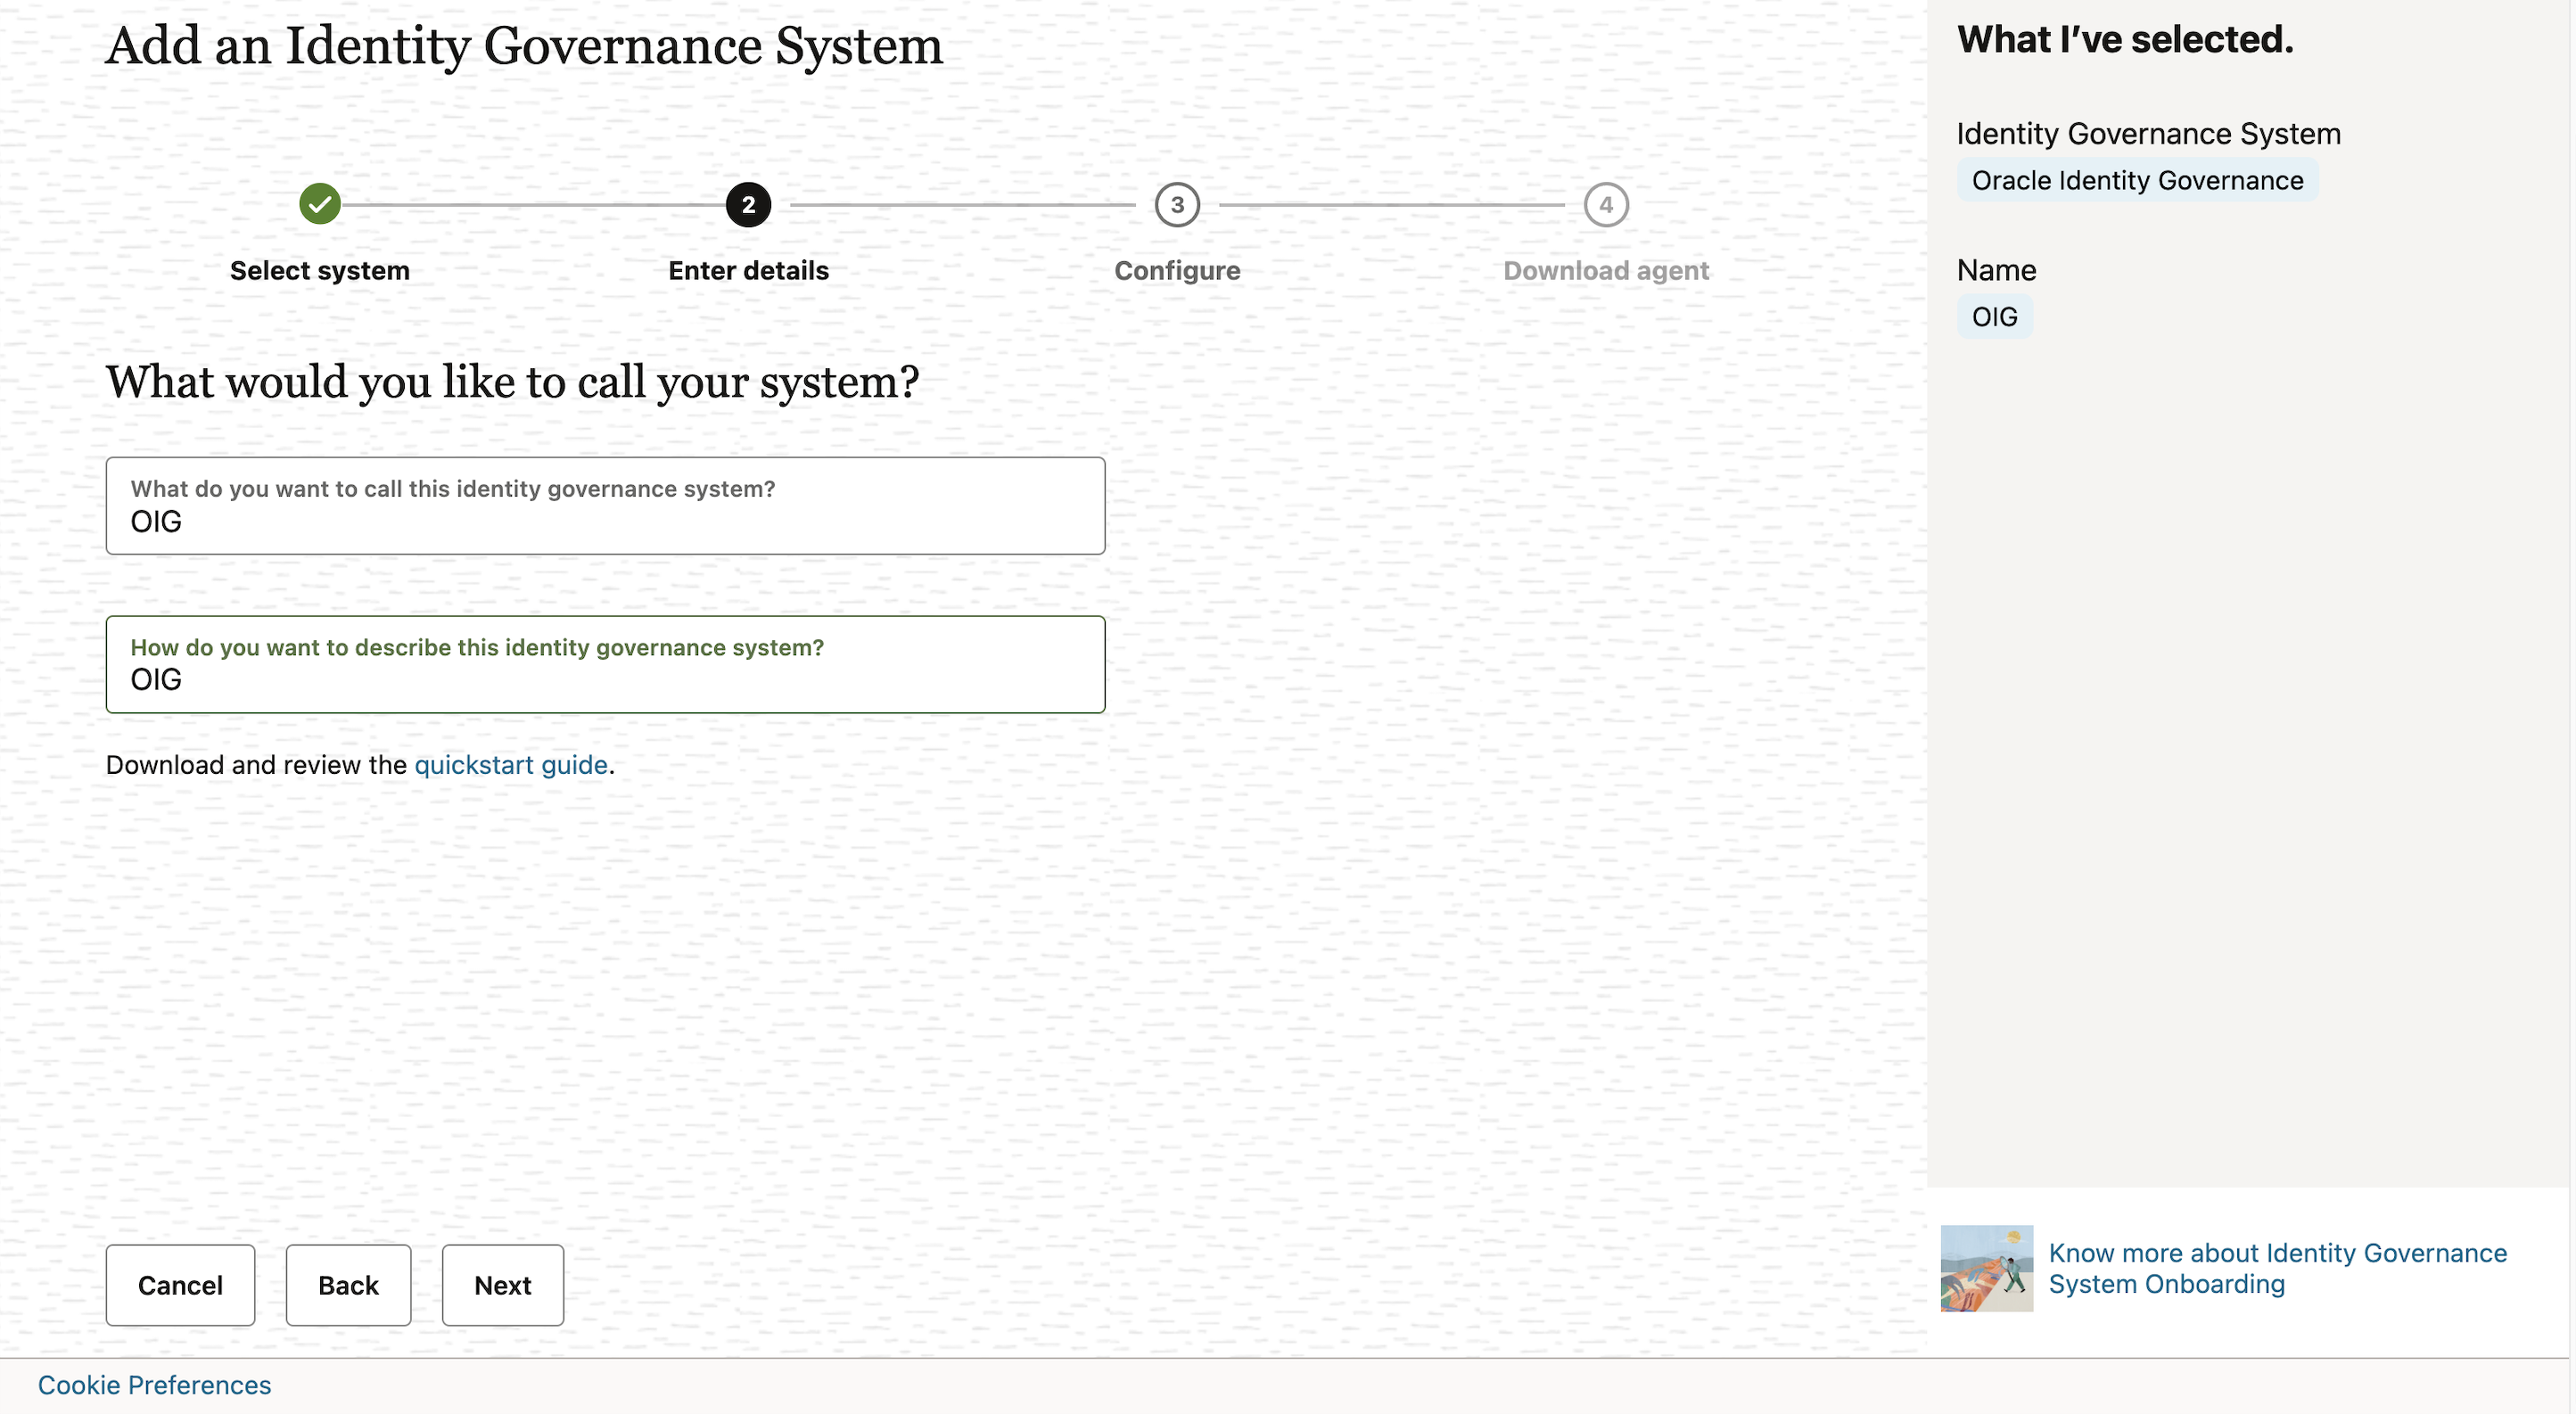 Add an Identity Governance System
2
3
4
Select system
Enter details
Configure
Download agent
What would you like to call your system?
What do you want to call this identity governance system?
OIG
How do you want to describe this identity governance system?
OIG
Download and review the quickstart guide.
Cancel
Back
Next
What I've selected.
Identity Governance System
Oracle Identity Governance
Name
OIG
Know more about Identity Governance
System Onboarding
Cookie Preferences